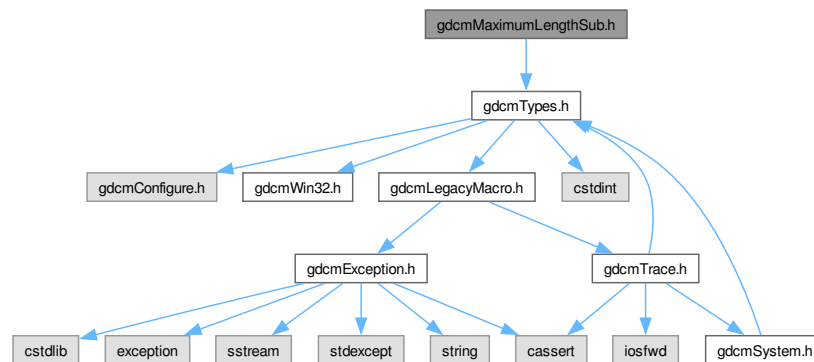 gdcmMaximumLengthSub.h
gdcmTypes.h
gdcmConfigure.h
gdcmWin32.h
gdcmLegacyMacro.h
cstdint
gdcmException.h
gdcmTrace.h
cstdlib
exception
sstream
stdexcept
string
cassert
iosfwd
gdcmSystem.h